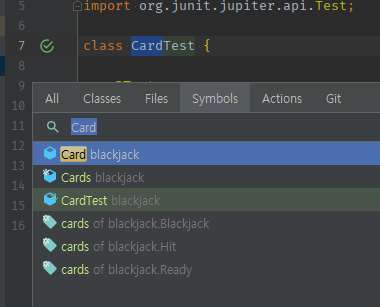 5 import org.junit.jupiter.api.Test;
6
7 class CardTest {
8
9
10 All Classes Files Symbols Actions Git
11 Card
12
13 Card blackjack
14 Cards blackjack
15 CardTest blackjack
16 cards of blackjack.Blackjack
cards of blackjack.Hit
cards of blackjack.Ready